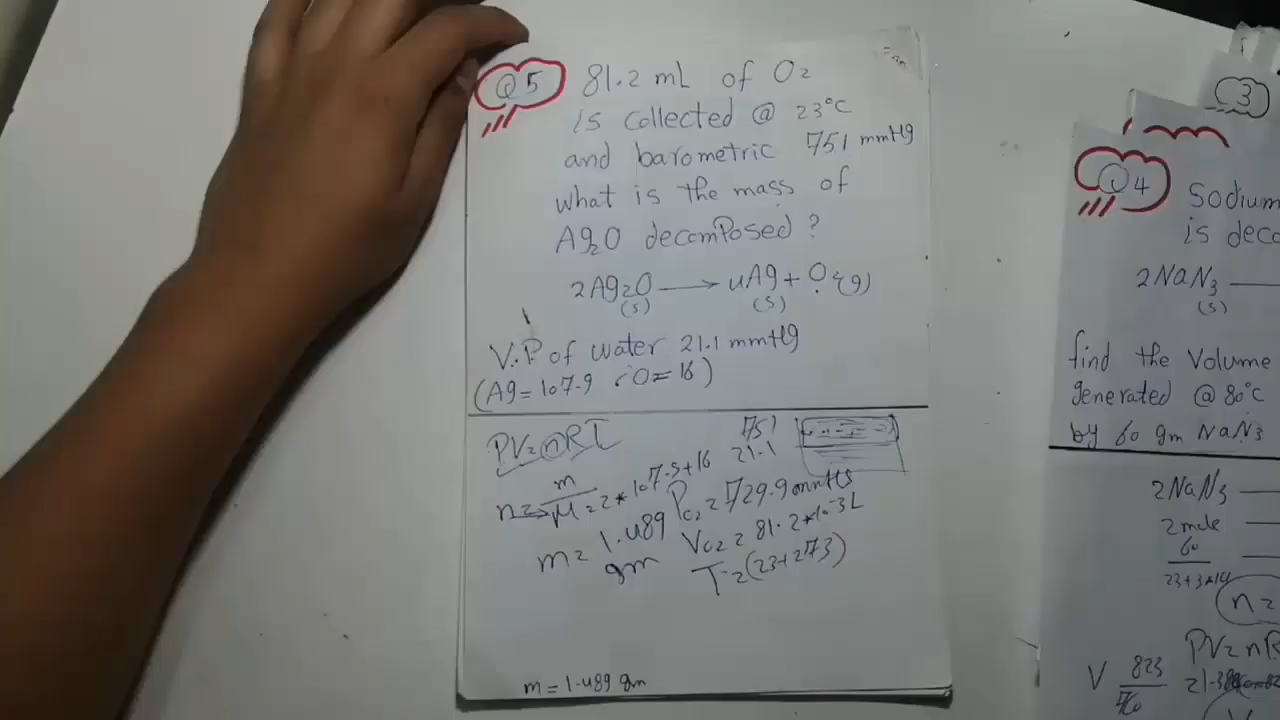 Q5 81.2 mL of O2
is collected @ 23°C
and barometric 751 mmHg
what is the mass of
Ag2O decomposed?
2Ag2O(s) → 4Ag(s) + O2(g)
V.P of water 21.1 mmHg
(Ag=107.9 , O=16)
PV=nRT
751
21.1
n= m
M=2*107.9+16
PO2=729.9 mmHg
m=1.489 gm
VO2=81.2*10-3L
T=(23+273)
m=1.489 gm
3
Q4 Sodium
is deco
2NaN3
(s)
find the Volume
generated @ 80°C
by 60 gm NaN3
2NaN3
2mole
60
23+3*14
n=
PV=nR
V 823
760